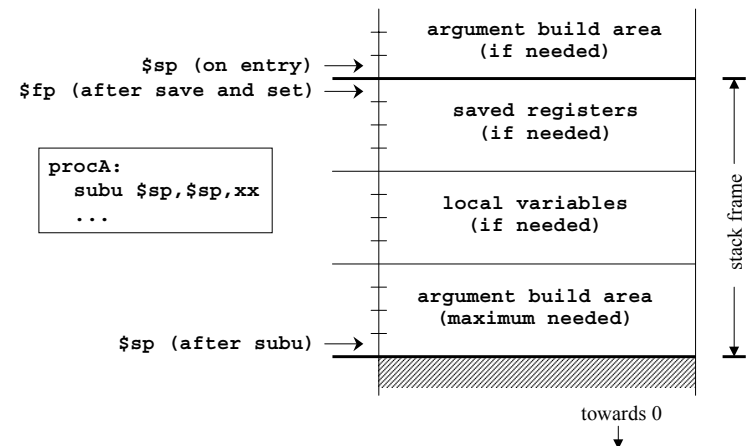 argument build area
(if needed)
$sp (on entry)
$fp (after save and set)
saved registers
(if needed)
procA:
subu $sp,$sp,xx
...
local variables
(if needed)
stack frame
argument build area
(maximum needed)
$sp (after subu)
towards 0